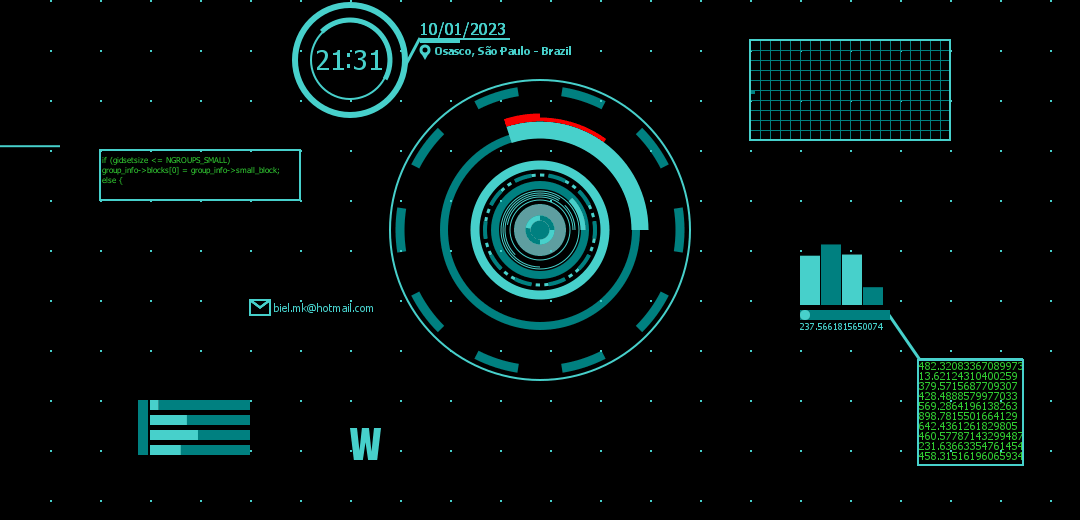 10/01/2023
21:31
Osasco, São Paulo - Brazil
if (gidsetsize <= NGROUPS_SMALL)
group_info->blocks[0] = group_info->small_block;
else {
biel.mk@hotmail.com
237.5661815650074
482.32083367089973
13.62124310400259
379.5715687709307
428.4888579977033
569.2864196138263
898.7815501664129
642.4361261829805
460.57787143299487
231.63663354761454
458.31516196065934
W